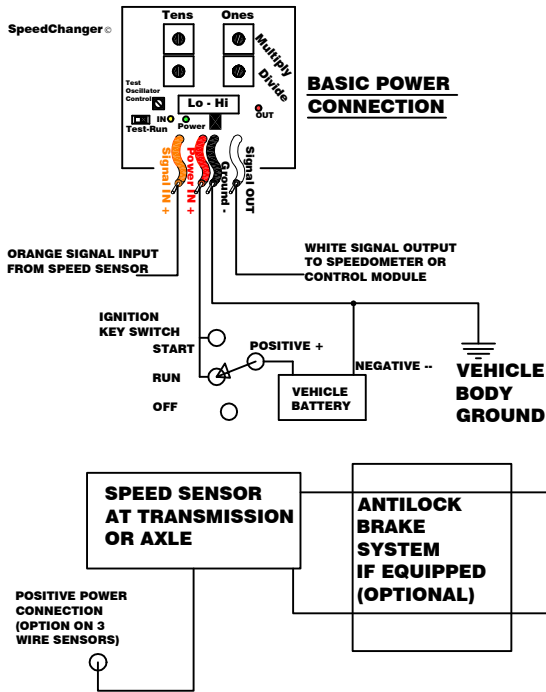 SpeedChanger©
Tens Ones
Multiply
Divide
Test
Oscillator
Control
Lo - Hi
IN
Power
OUT
Test-Run
Signal IN +
Power IN +
Ground -
Signal OUT
BASIC POWER
CONNECTION
ORANGE SIGNAL INPUT
FROM SPEED SENSOR
WHITE SIGNAL OUTPUT
TO SPEEDOMETER OR
CONTROL MODULE
IGNITION
KEY SWITCH
START
RUN
OFF
POSITIVE +
NEGATIVE --
VEHICLE
BATTERY
VEHICLE
BODY
GROUND
SPEED SENSOR
AT TRANSMISSION
OR AXLE
ANTILOCK
BRAKE
SYSTEM
IF EQUIPPED
(OPTIONAL)
POSITIVE POWER
CONNECTION
(OPTION ON 3
WIRE SENSORS)